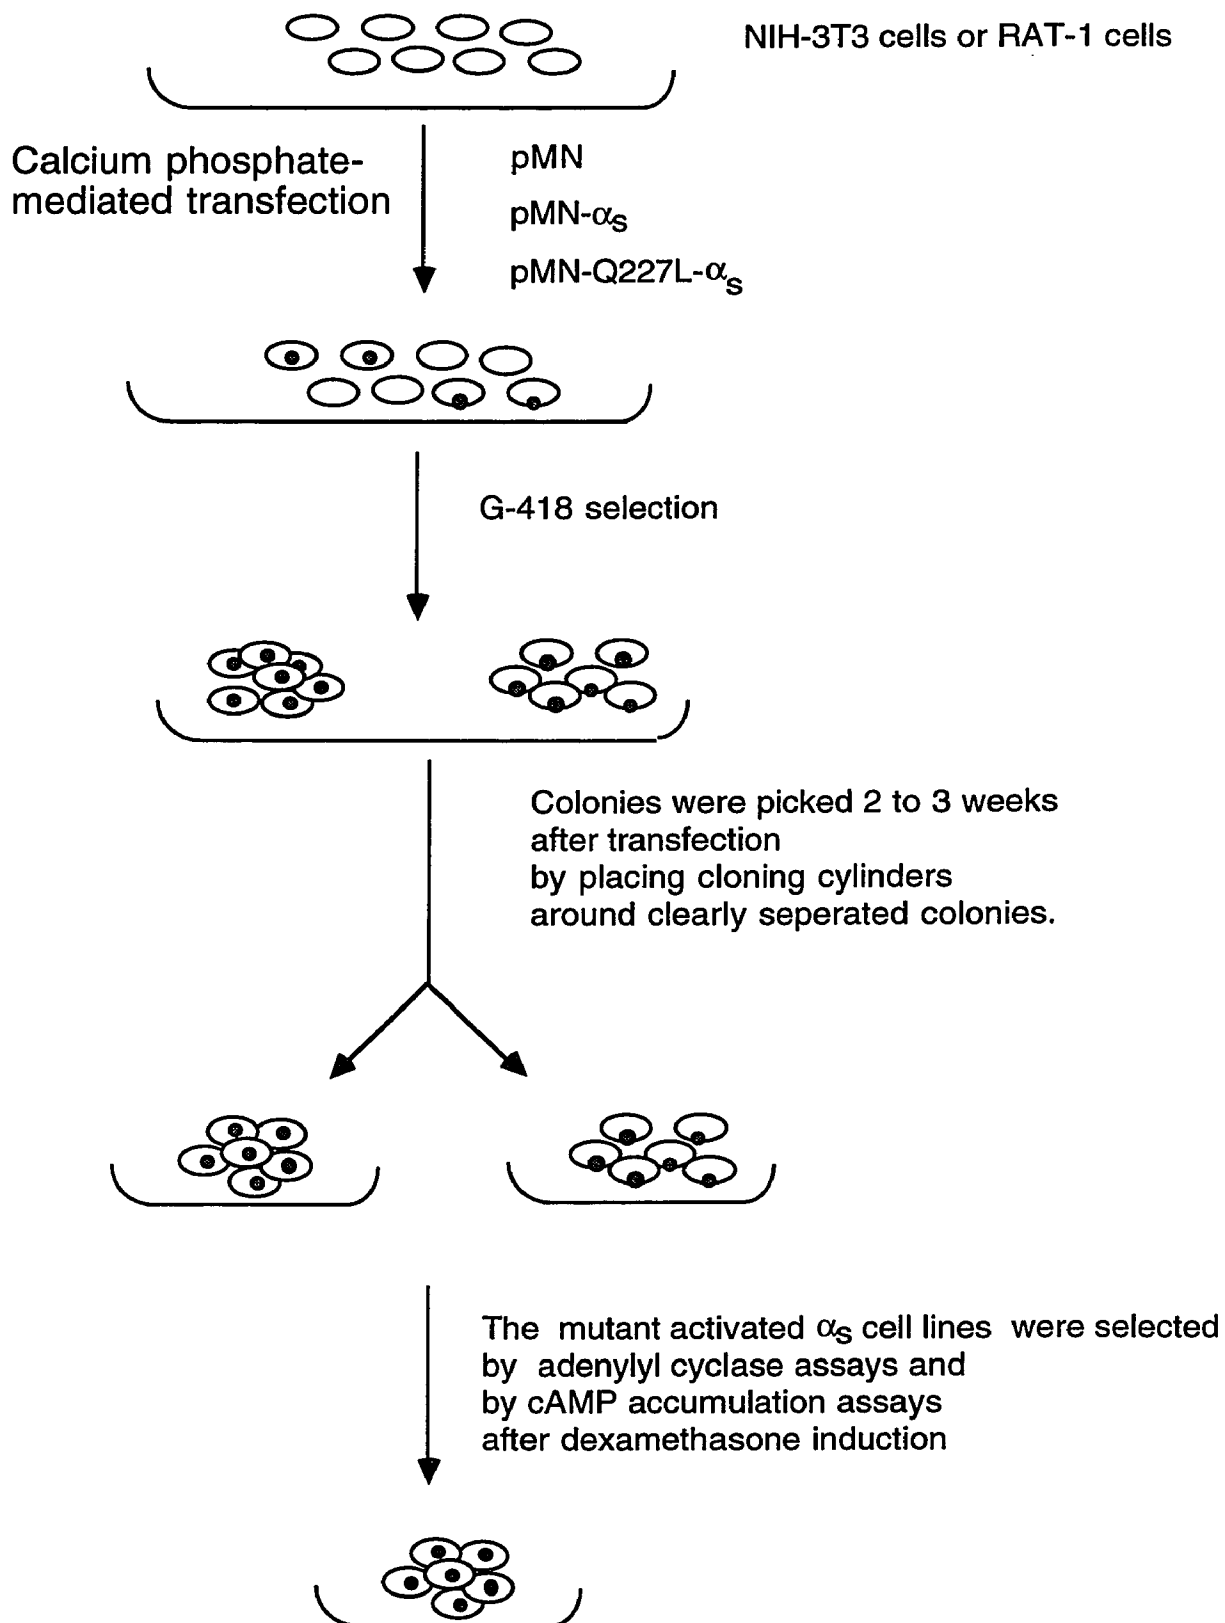 NIH-3T3 cells or RAT-1 cells
Calcium phosphate-
mediated transfection
pMN
pMN-αs
pMN-Q227L-αs
G-418 selection
Colonies were picked 2 to 3 weeks
after transfection
by placing cloning cylinders
around clearly seperated colonies.
The mutant activated αs cell lines were selected
by adenylyl cyclase assays and
by cAMP accumulation assays
after dexamethasone induction